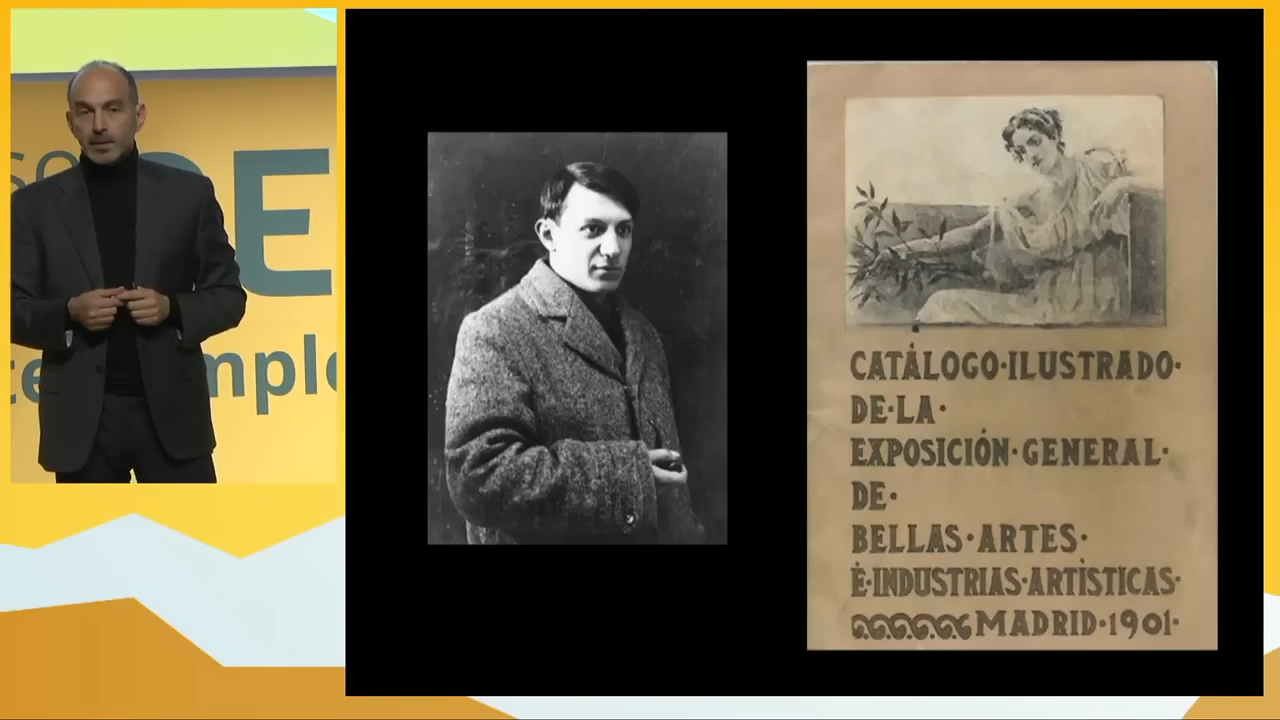 CATÁLOGO·ILUSTRADO·
DE·LA·
EXPOSICIÓN·GENERAL·
DE·
BELLAS·ARTES·
É·INDUSTRIAS·ARTÍSTICAS·
MADRID·1901·